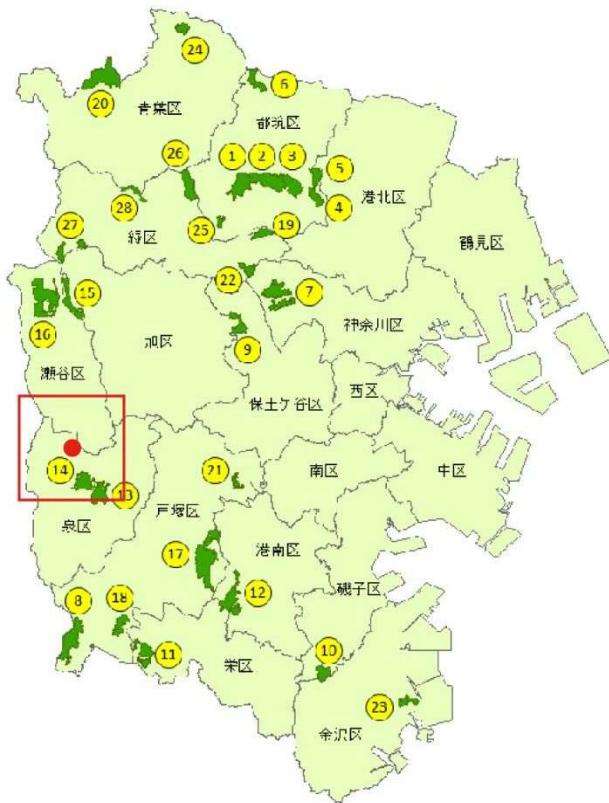 24
20
青葉区
6
都筑区
26
1
2
3
5
4
港北区
28
緑区
25
19
鶴見区
27
22
7
15
16
神奈川区
旭区
9
瀬谷区
西区
保土ケ谷区
14
13
21
南区
中区
泉区
戸塚区
17
港南区
磯子区
8
18
12
11
10
栄区
23
金沢区